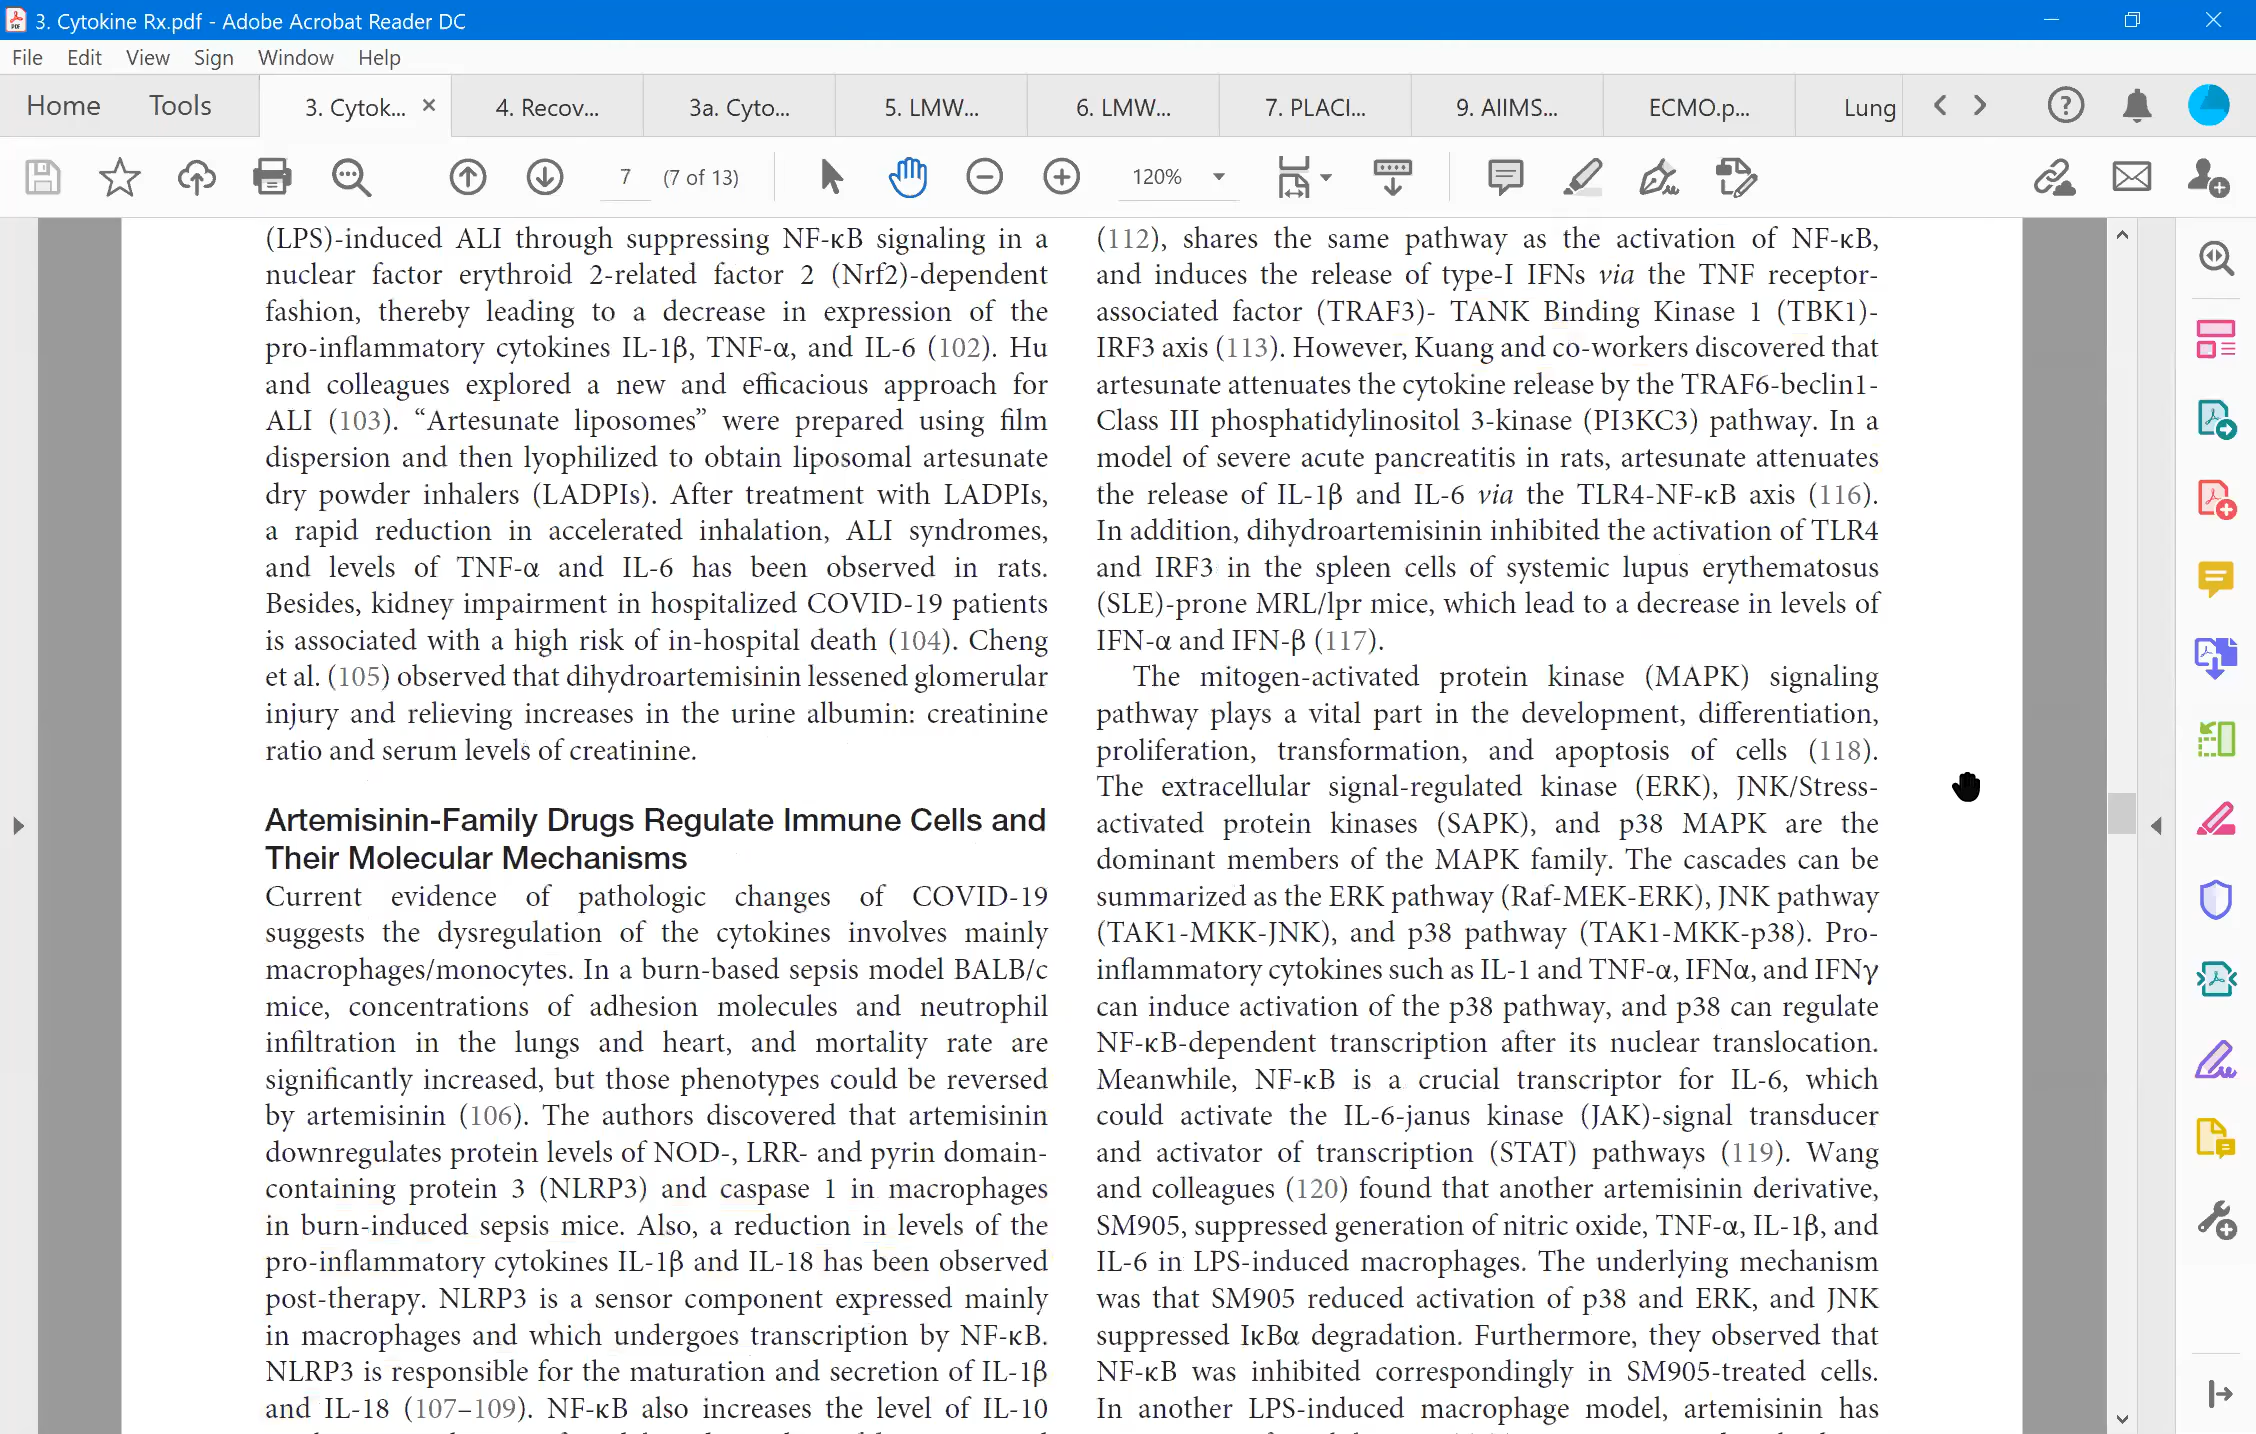 3. Cytokine Rx.pdf - Adobe Acrobat Reader DC
File Edit View Sign Window Help
Home Tools 3. Cytok... × 4. Recov... 3a. Cyto... 5. LMW... 6. LMW... 7. PLACI... 9. AIIMS... ECMO.p... Lung
7 (7 of 13) 120%
(LPS)-induced ALI through suppressing NF-κB signaling in a
nuclear factor erythroid 2-related factor 2 (Nrf2)-dependent
fashion, thereby leading to a decrease in expression of the
pro-inflammatory cytokines IL-1β, TNF-α, and IL-6 (102). Hu
and colleagues explored a new and efficacious approach for
ALI (103). “Artesunate liposomes” were prepared using film
dispersion and then lyophilized to obtain liposomal artesunate
dry powder inhalers (LADPIs). After treatment with LADPIs,
a rapid reduction in accelerated inhalation, ALI syndromes,
and levels of TNF-α and IL-6 has been observed in rats.
Besides, kidney impairment in hospitalized COVID-19 patients
is associated with a high risk of in-hospital death (104). Cheng
et al. (105) observed that dihydroartemisinin lessened glomerular
injury and relieving increases in the urine albumin: creatinine
ratio and serum levels of creatinine.
Artemisinin-Family Drugs Regulate Immune Cells and
Their Molecular Mechanisms
Current evidence of pathologic changes of COVID-19
suggests the dysregulation of the cytokines involves mainly
macrophages/monocytes. In a burn-based sepsis model BALB/c
mice, concentrations of adhesion molecules and neutrophil
infiltration in the lungs and heart, and mortality rate are
significantly increased, but those phenotypes could be reversed
by artemisinin (106). The authors discovered that artemisinin
downregulates protein levels of NOD-, LRR- and pyrin domain-
containing protein 3 (NLRP3) and caspase 1 in macrophages
in burn-induced sepsis mice. Also, a reduction in levels of the
pro-inflammatory cytokines IL-1β and IL-18 has been observed
post-therapy. NLRP3 is a sensor component expressed mainly
in macrophages and which undergoes transcription by NF-κB.
NLRP3 is responsible for the maturation and secretion of IL-1β
and IL-18 (107–109). NF-κB also increases the level of IL-10
(112), shares the same pathway as the activation of NF-κB,
and induces the release of type-I IFNs via the TNF receptor-
associated factor (TRAF3)- TANK Binding Kinase 1 (TBK1)-
IRF3 axis (113). However, Kuang and co-workers discovered that
artesunate attenuates the cytokine release by the TRAF6-beclin1-
Class III phosphatidylinositol 3-kinase (PI3KC3) pathway. In a
model of severe acute pancreatitis in rats, artesunate attenuates
the release of IL-1β and IL-6 via the TLR4-NF-κB axis (116).
In addition, dihydroartemisinin inhibited the activation of TLR4
and IRF3 in the spleen cells of systemic lupus erythematosus
(SLE)-prone MRL/lpr mice, which lead to a decrease in levels of
IFN-α and IFN-β (117).
The mitogen-activated protein kinase (MAPK) signaling
pathway plays a vital part in the development, differentiation,
proliferation, transformation, and apoptosis of cells (118).
The extracellular signal-regulated kinase (ERK), JNK/Stress-
activated protein kinases (SAPK), and p38 MAPK are the
dominant members of the MAPK family. The cascades can be
summarized as the ERK pathway (Raf-MEK-ERK), JNK pathway
(TAK1-MKK-JNK), and p38 pathway (TAK1-MKK-p38). Pro-
inflammatory cytokines such as IL-1 and TNF-α, IFNα, and IFNγ
can induce activation of the p38 pathway, and p38 can regulate
NF-κB-dependent transcription after its nuclear translocation.
Meanwhile, NF-κB is a crucial transcriptor for IL-6, which
could activate the IL-6-janus kinase (JAK)-signal transducer
and activator of transcription (STAT) pathways (119). Wang
and colleagues (120) found that another artemisinin derivative,
SM905, suppressed generation of nitric oxide, TNF-α, IL-1β, and
IL-6 in LPS-induced macrophages. The underlying mechanism
was that SM905 reduced activation of p38 and ERK, and JNK
suppressed IκBα degradation. Furthermore, they observed that
NF-κB was inhibited correspondingly in SM905-treated cells.
In another LPS-induced macrophage model, artemisinin has